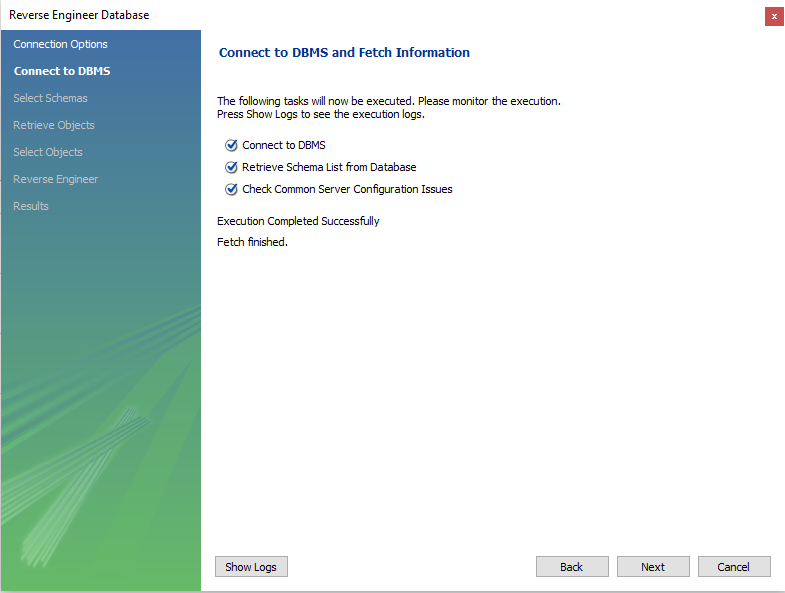 Reverse Engineer Database
x
Connection Options
Connect to DBMS
Select Schemas
Retrieve Objects
Select Objects
Reverse Engineer
Results
Connect to DBMS and Fetch Information
The following tasks will now be executed. Please monitor the execution.
Press Show Logs to see the execution logs.
Connect to DBMS
Retrieve Schema List from Database
Check Common Server Configuration Issues
Execution Completed Successfully
Fetch finished.
Show Logs
Back
Next
Cancel